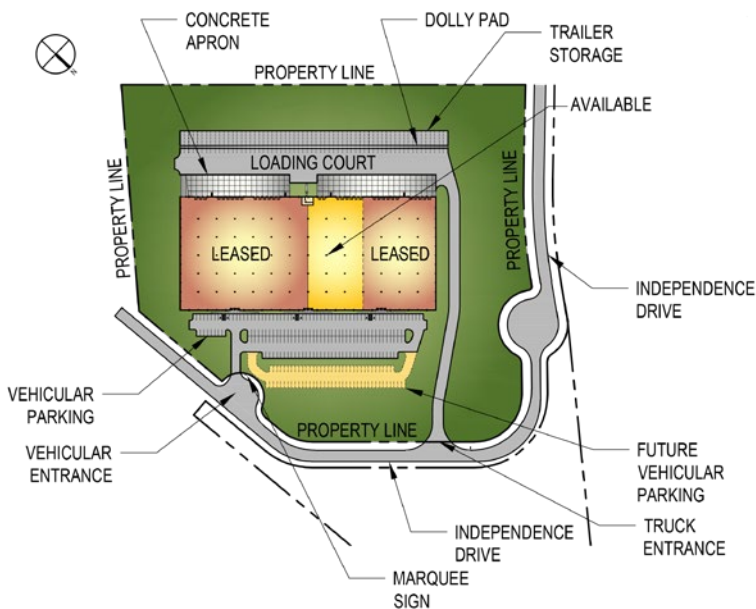 CONCRETE
APRON
DOLLY PAD
TRAILER
STORAGE
PROPERTY LINE
AVAILABLE
LOADING COURT
PROPERTY LINE
PROPERTY LINE
LEASED
LEASED
INDEPENDENCE
DRIVE
VEHICULAR
PARKING
VEHICULAR
ENTRANCE
PROPERTY LINE
FUTURE
VEHICULAR
PARKING
INDEPENDENCE
DRIVE
TRUCK
ENTRANCE
MARQUEE
SIGN